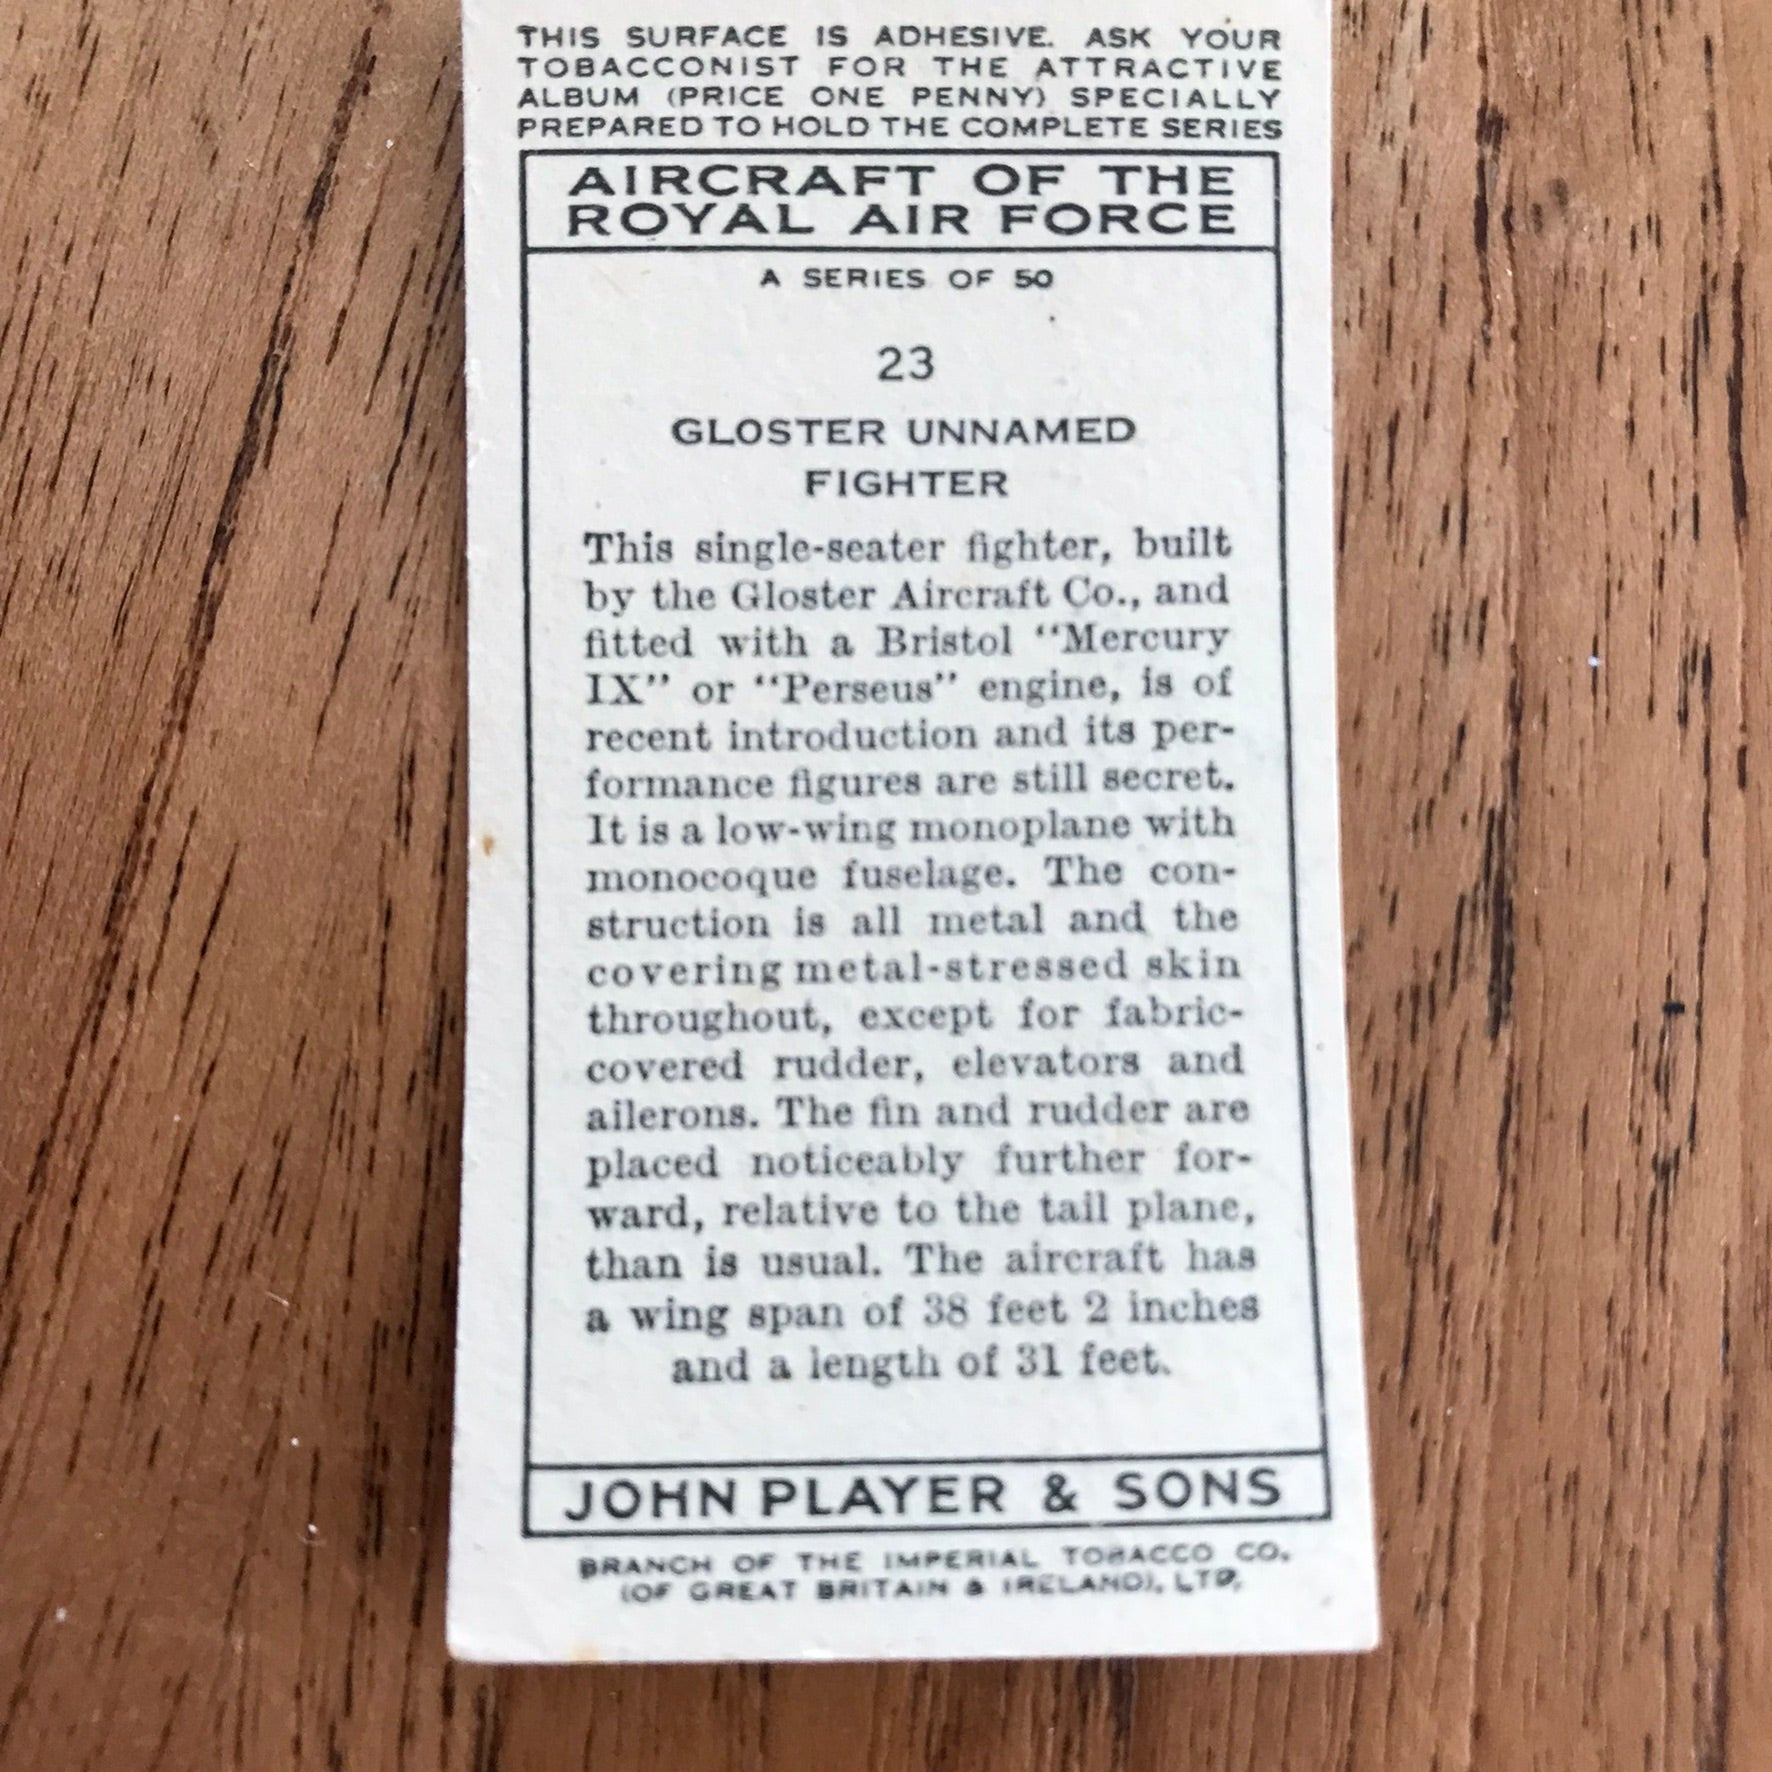 THIS SURFACE IS ADHESIVE. ASK YOUR
TOBACCONIST FOR THE ATTRACTIVE
ALBUM (PRICE ONE PENNY) SPECIALLY
PREPARED TO HOLD THE COMPLETE SERIES
AIRCRAFT OF THE
ROYAL AIR FORCE
A SERIES OF 50
23
GLOSTER UNNAMED
FIGHTER
This single-seater fighter, built
by the Gloster Aircraft Co., and
fitted with a Bristol "Mercury
IX" or "Perseus" engine, is of
recent introduction and its per-
formance figures are still secret.
It is a low-wing monoplane with
monocoque fuselage. The con-
struction is all metal and the
covering metal-stressed skin
throughout, except for fabric-
covered rudder, elevators and
ailerons. The fin and rudder are
placed noticeably further for-
ward, relative to the tail plane,
than is usual. The aircraft has
a wing span of 38 feet 2 inches
and a length of 31 feet.
JOHN PLAYER & SONS
BRANCH OF THE IMPERIAL TOBACCO CO.
(OF GREAT BRITAIN & IRELAND), LTD.